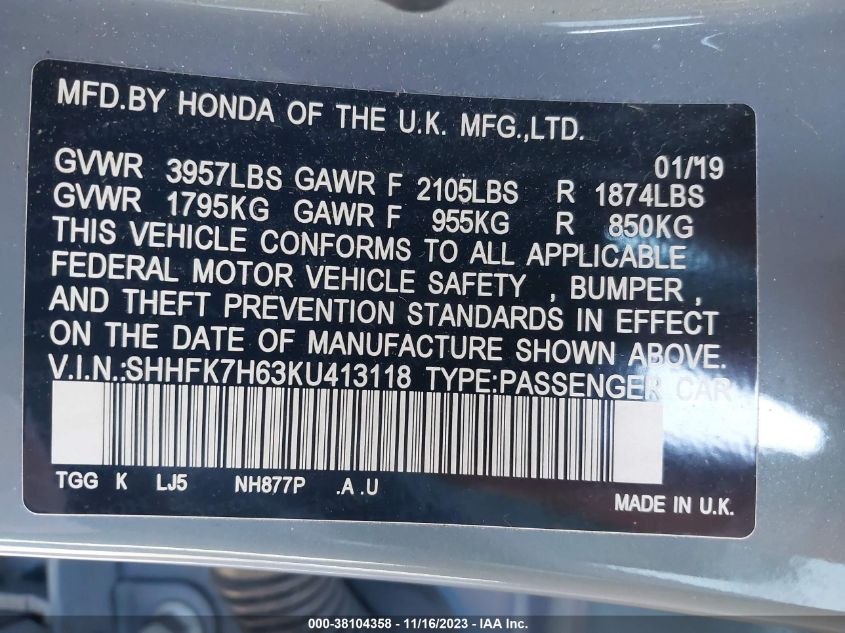 MFD.BY HONDA OF THE U.K. MFG.,LTD.
01/'19
GVWR 3957LBS GAWR F 2105LBS R 1874LBS
GVWR 1795KG GAWR F 955KG R 850KG
THIS VEHICLE CONFORMS TO ALL APPLICABLE
FEDERAL MOTOR VEHICLE SAFETY , BUMPER ,
AND THEFT PREVENTION STANDARDS IN EFFECT
ON THE DATE OF MANUFACTURE SHOWN ABOVE.
V.I.N.:SHHFK7H63KU413118 TYPE:PASSENGER CAR
TGG K LJ5 NH877P .A .U
MADE IN U.K.
000-38104358 - 11/16/2023 - IAA Inc.